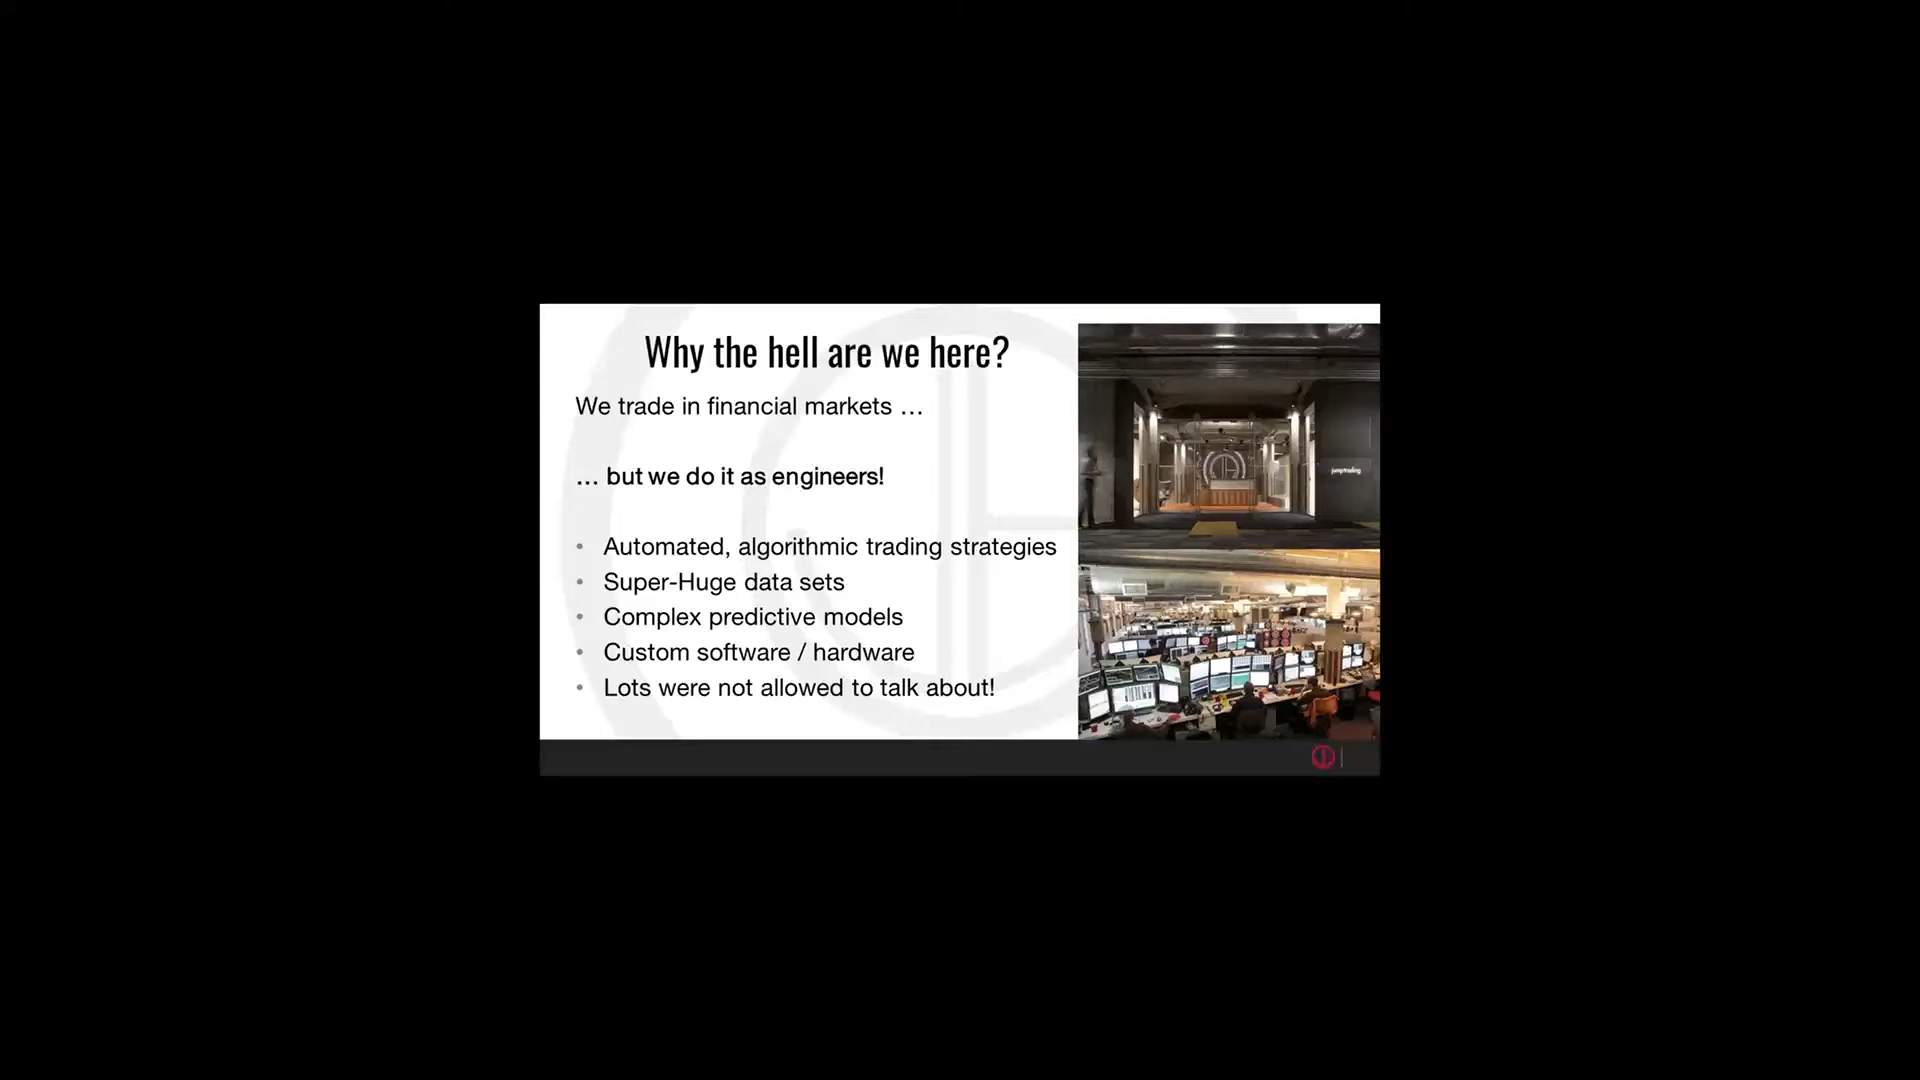 Why the hell are we here?
We trade in financial markets …
… but we do it as engineers!
• Automated, algorithmic trading strategies
• Super-Huge data sets
• Complex predictive models
• Custom software / hardware
• Lots were not allowed to talk about!
jumptrading